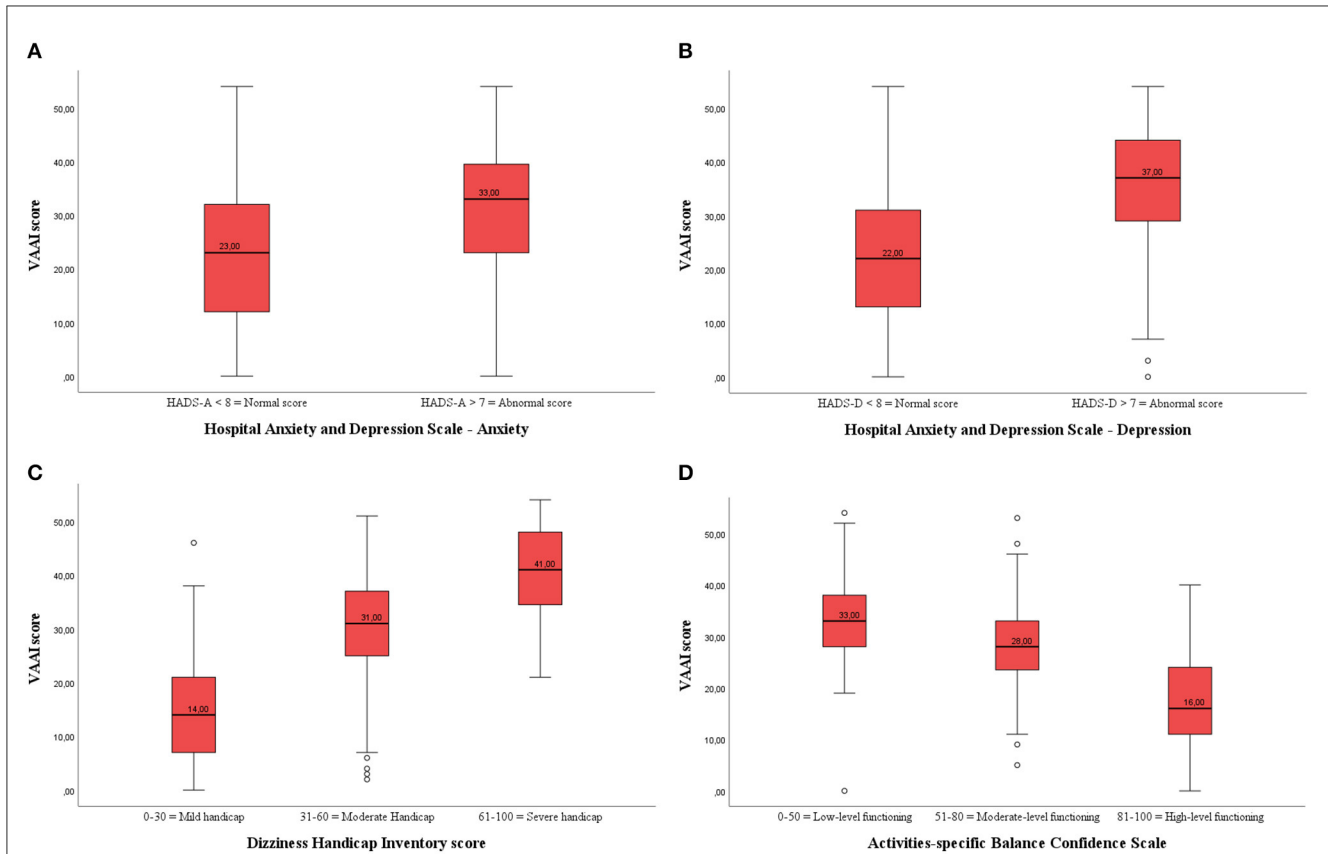 A
VAAI score
50,00
40,00
30,00
20,00
10,00
,00
23,00
33,00
HADS-A < 8 = Normal score
HADS-A > 7 = Abnormal score
Hospital Anxiety and Depression Scale - Anxiety
B
VAAI score
50,00
40,00
30,00
20,00
10,00
,00
22,00
37,00
HADS-D < 8 = Normal score
HADS-D > 7 = Abnormal score
Hospital Anxiety and Depression Scale - Depression
C
VAAI score
50,00
40,00
30,00
20,00
10,00
,00
14,00
31,00
41,00
0-30 = Mild handicap
31-60 = Moderate Handicap
61-100 = Severe handicap
Dizziness Handicap Inventory score
D
VAAI score
50,00
40,00
30,00
20,00
10,00
,00
33,00
28,00
16,00
0-50 = Low-level functioning
51-80 = Moderate-level functioning
81-100 = High-level functioning
Activities-specific Balance Confidence Scale